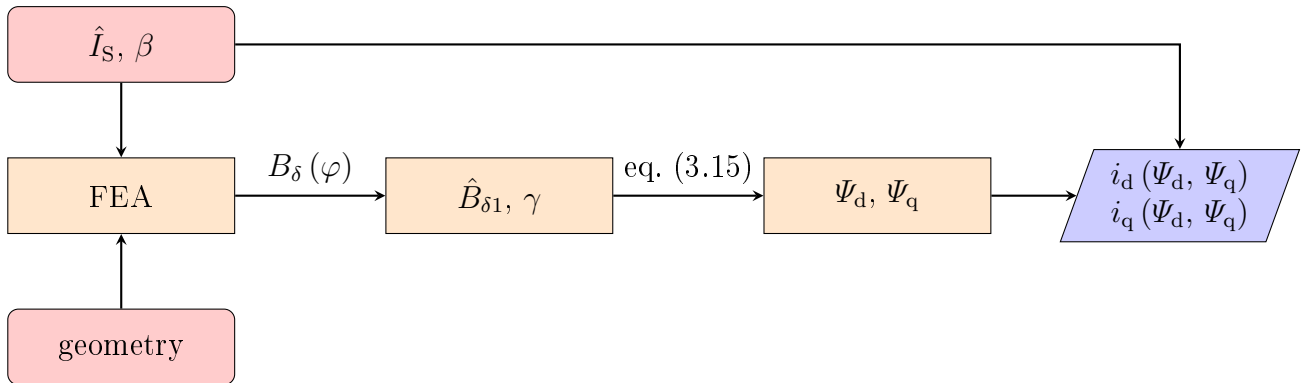 Î_S, β
B_δ (φ)
eq. (3.15)
FEA
B̂_δ1, γ
Ψ_d, Ψ_q
i_d (Ψ_d, Ψ_q)
i_q (Ψ_d, Ψ_q)
geometry